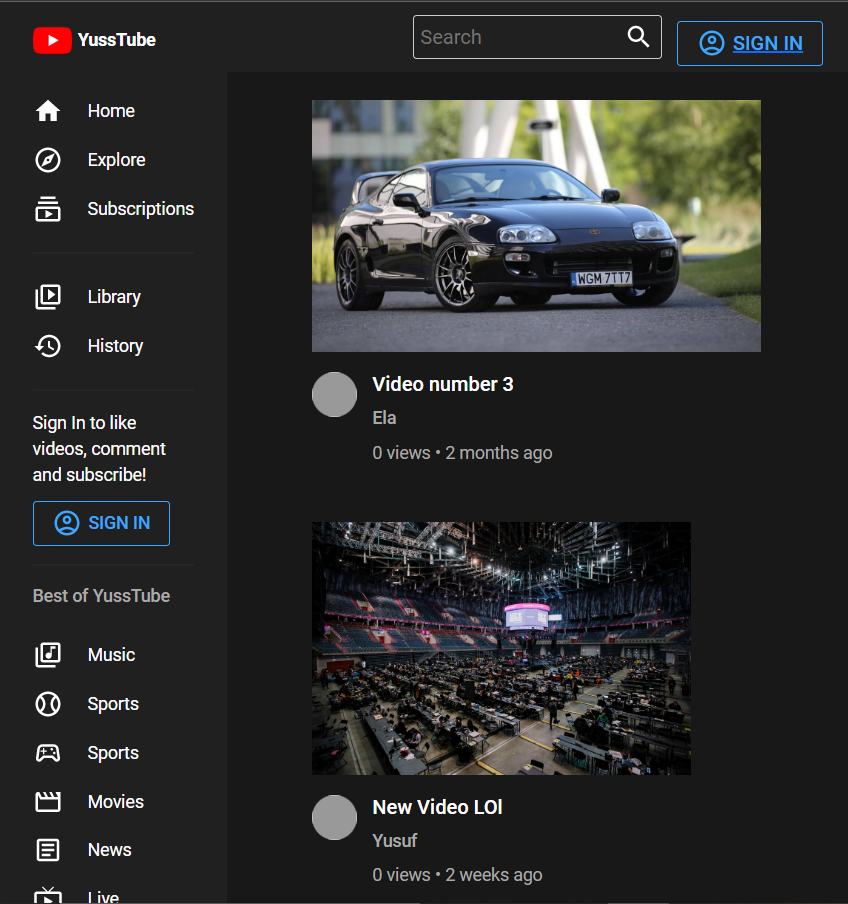 YussTube
Search
SIGN IN
Home
Explore
Subscriptions
Library
History
Sign In to like
videos, comment
and subscribe!
SIGN IN
Best of YussTube
Music
Sports
Sports
Movies
News
Live
WGM 7TT7
Video number 3
Ela
0 views • 2 months ago
New Video LOl
Yusuf
0 views • 2 weeks ago